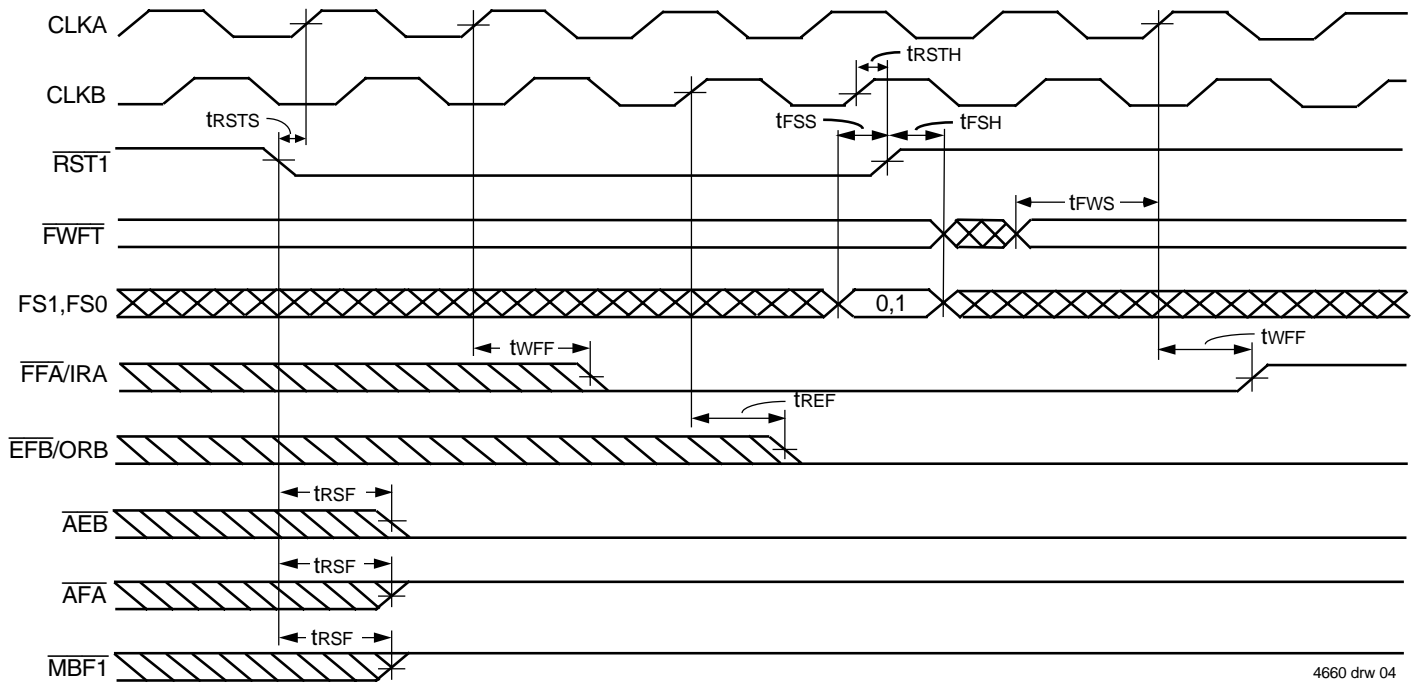 CLKA
tRSTH
CLKB
tRSTS
tFSS
tFSH
RST1
tFWS
FWFT
FS1,FS0
0,1
tWFF
tWFF
FFA/IRA
tREF
EFB/ORB
tRSF
AEB
tRSF
AFA
tRSF
MBF1
4660 drw 04